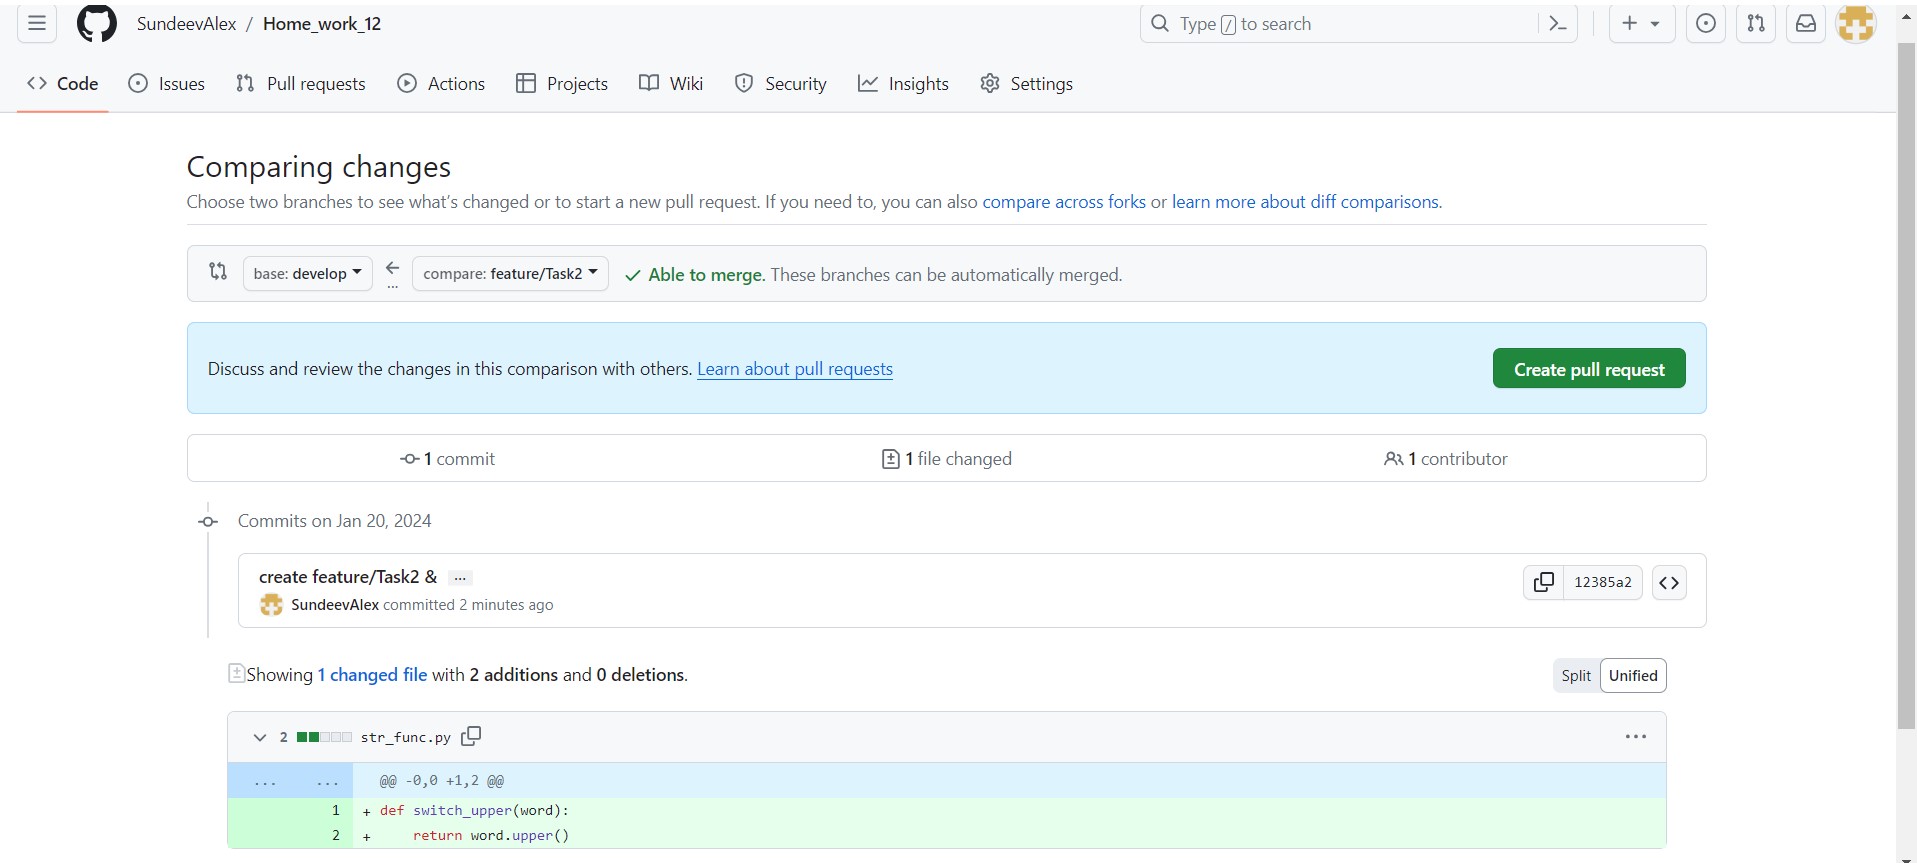 SundeevAlex / Home_work_12
Type / to search
Code Issues Pull requests Actions Projects Wiki Security Insights Settings
Comparing changes
Choose two branches to see what's changed or to start a new pull request. If you need to, you can also compare across forks or learn more about diff comparisons.
base: develop ... compare: feature/Task2 Able to merge. These branches can be automatically merged.
Discuss and review the changes in this comparison with others. Learn about pull requests
Create pull request
1 commit 1 file changed 1 contributor
Commits on Jan 20, 2024
create feature/Task2 & ...
SundeevAlex committed 2 minutes ago
12385a2
Showing 1 changed file with 2 additions and 0 deletions.
Split Unified
2 str_func.py
... ... @@ -0,0 +1,2 @@
1 + def switch_upper(word):
2 + return word.upper()